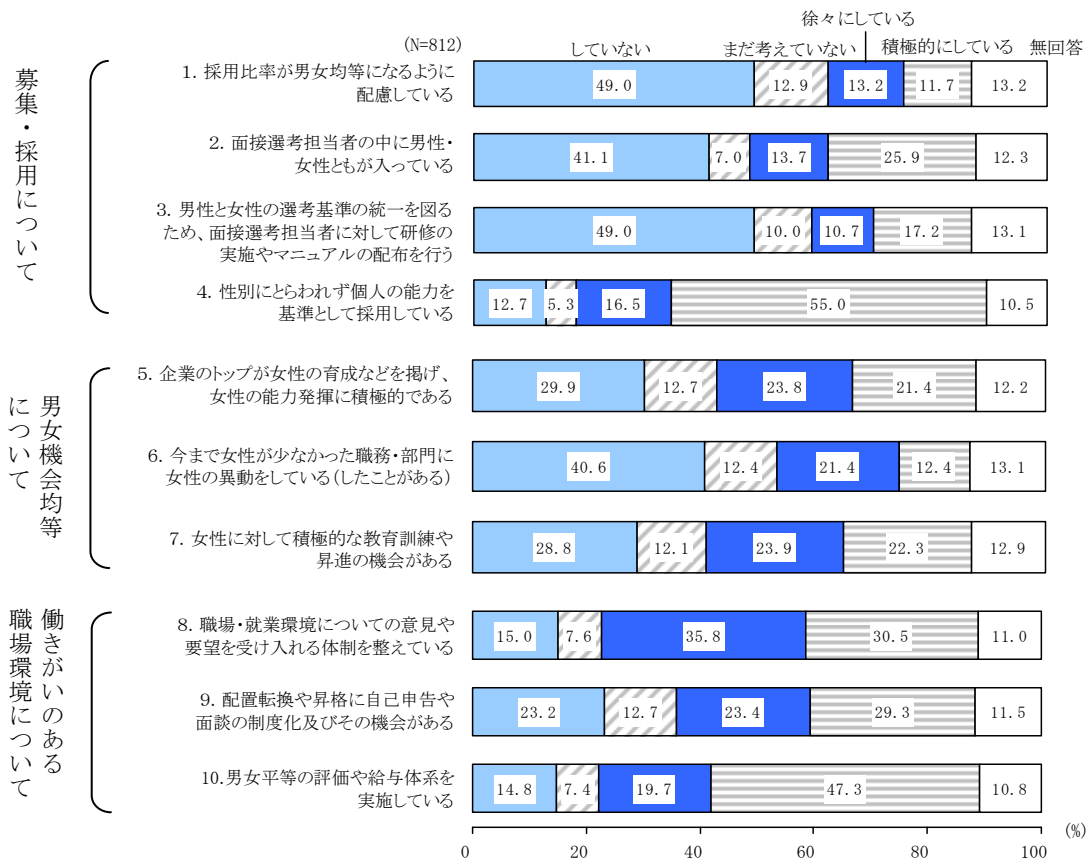 徐々にしている
(N=812)
していない
まだ考えていない
積極的にしている
無回答
募集・採用について
1. 採用比率が男女均等になるように
配慮している
49.0
12.9
13.2
11.7
13.2
2. 面接選考担当者の中に男性・
女性ともが入っている
41.1
7.0
13.7
25.9
12.3
3. 男性と女性の選考基準の統一を図る
ため、面接選考担当者に対して研修の
実施やマニュアルの配布を行う
49.0
10.0
10.7
17.2
13.1
4. 性別にとらわれず個人の能力を
基準として採用している
12.7
5.3
16.5
55.0
10.5
男女機会均等
について
5. 企業のトップが女性の育成などを掲げ、
女性の能力発揮に積極的である
29.9
12.7
23.8
21.4
12.2
6. 今まで女性が少なかった職務・部門に
女性の異動をしている(したことがある)
40.6
12.4
21.4
12.4
13.1
7. 女性に対して積極的な教育訓練や
昇進の機会がある
28.8
12.1
23.9
22.3
12.9
働きがいのある
職場環境について
8. 職場・就業環境についての意見や
要望を受け入れる体制を整えている
15.0
7.6
35.8
30.5
11.0
9. 配置転換や昇格に自己申告や
面談の制度化及びその機会がある
23.2
12.7
23.4
29.3
11.5
10.男女平等の評価や給与体系を
実施している
14.8
7.4
19.7
47.3
10.8
0
20
40
60
80
100
(%)